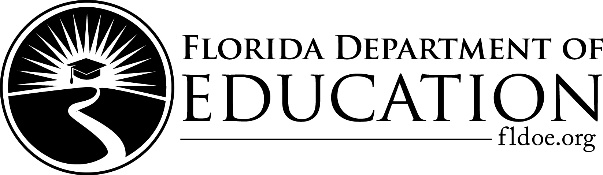 FLORIDA DEPARTMENT OF
EDUCATION
fldoe.org